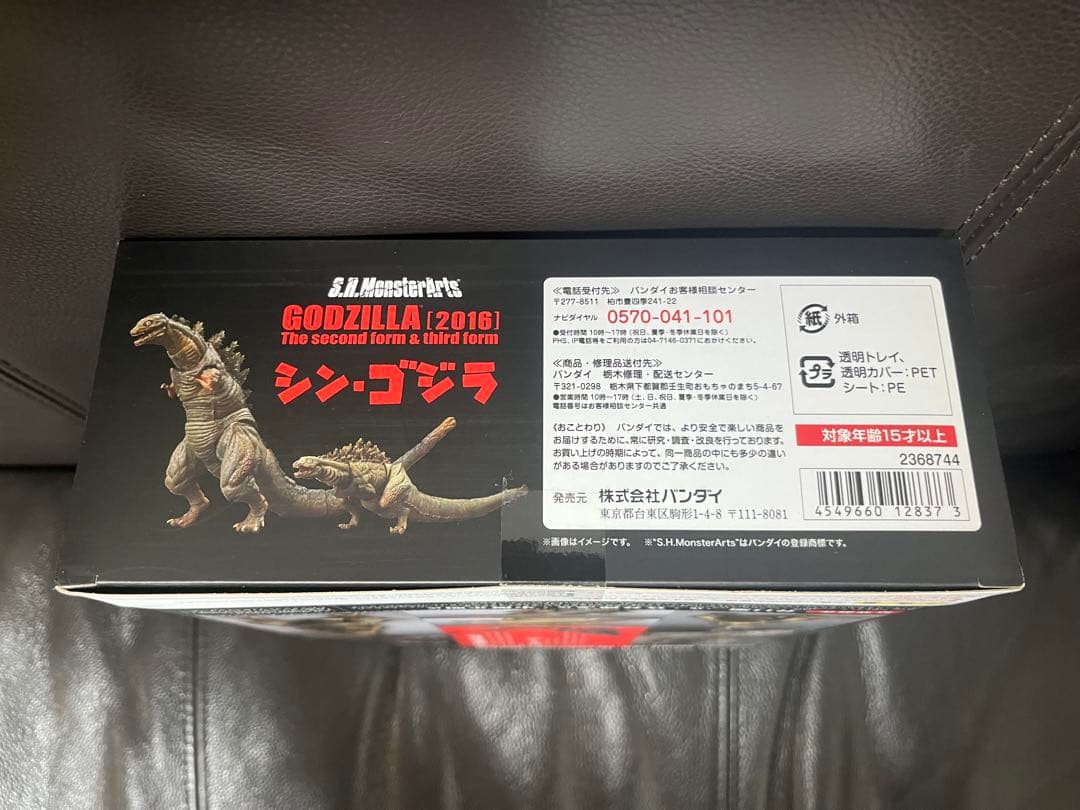 S.H.MonsterArts
GODZILLA [2016]
The second form & third form
シン・ゴジラ
≪電話受付先≫ バンダイお客様相談センター
〒277-8511 柏市豊四季241-22
ナビダイヤル 0570-041-101
●受付時間 10時〜17時(祝日、夏季・冬季休業日を除く)
PHS、IP電話等をご利用の方は04-7146-0371におかけください。
≪商品・修理品送付先≫
バンダイ 栃木修理・配送センター
〒321-0298 栃木県下都賀郡壬生町おもちゃのまち5-4-67
●営業時間 10時〜17時(土、日、祝日、夏季・冬季休業日を除く)
電話番号はお客様相談センター共通
《おことわり》 バンダイでは、より安全で楽しい商品を
お届けするために、常に研究・調査・改良を行っております。
お買い上げの時期によって、同一商品の中にも多少の違い
がある場合がありますのでご了承ください。
発売元 株式会社バンダイ
東京都台東区駒形1-4-8 〒111-8081
紙 外箱
プラ 透明トレイ、
透明カバー:PET
シート:PE
対象年齢15才以上
2368744
4549660 12837 3
※画像はイメージです。 ※"S.H.MonsterArts"はバンダイの登録商標です。